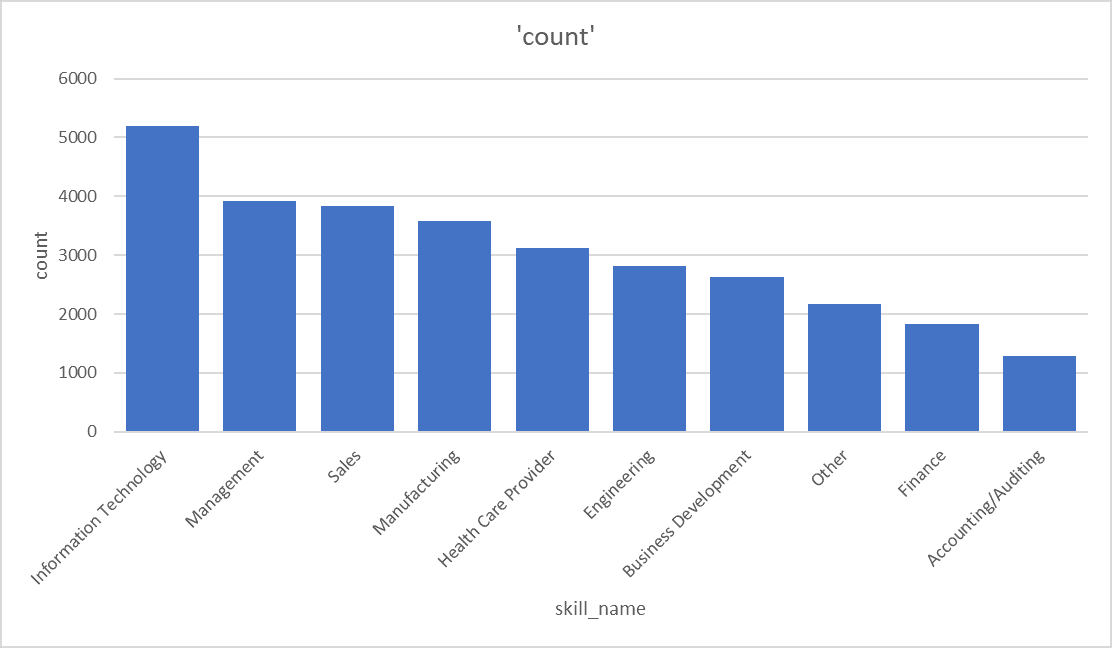 'count'
6000
5000
4000
3000
2000
1000
0
count
Information Technology
Management
Sales
Manufacturing
Health Care Provider
Engineering
Business Development
Other
Finance
Accounting/Auditing
skill_name